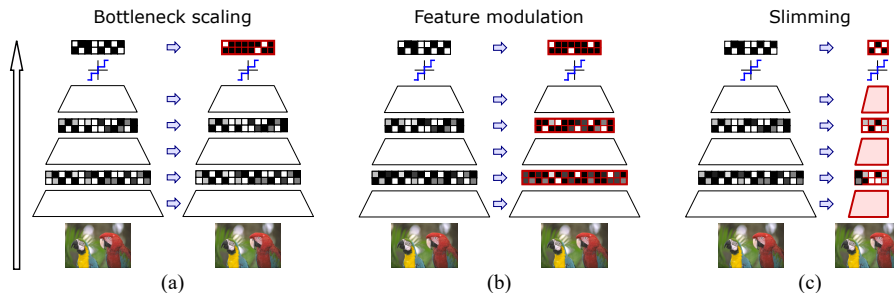 Bottleneck scaling
Feature modulation
Slimming
(a)
(b)
(c)